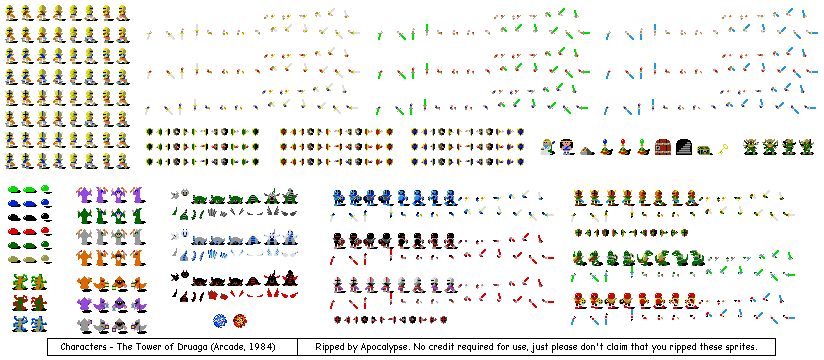 Characters - The Tower of Druaga (Arcade, 1984)
Ripped by Apocalypse. No credit required for use, just please don't claim that you ripped these sprites.